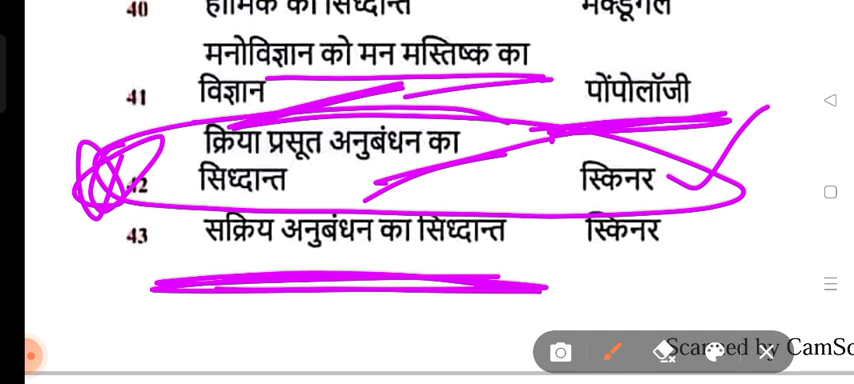 40 हार्मिक का सिध्दान्त मैक्डूगल
मनोविज्ञान को मन मस्तिष्क का
41 विज्ञान पोंपोलॉजी
क्रिया प्रसूत अनुबंधन का
42 सिध्दान्त स्किनर
43 सक्रिय अनुबंधन का सिध्दान्त स्किनर
Scanned by CamSc